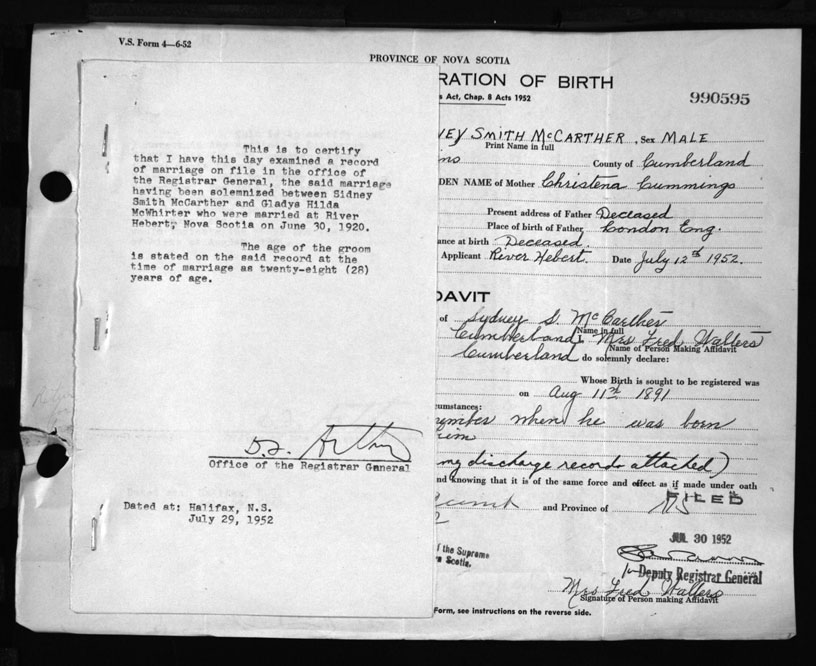 V.S. Form 4—6-52
PROVINCE OF NOVA SCOTIA
RATION OF BIRTH
s Act, Chap. 8 Acts 1952
990595
NEY SMITH MCCARTHER, Sex MALE
Print Name in full
County of Cumberland
DEN NAME of Mother Christena Cummings
Present address of Father Deceased
Place of birth of Father London Eng.
ance at birth Deceased.
Applicant River Hebert. Date July 12th 1952.
This is to certify
that I have this day examined a record
of marriage on file in the office of
the Registrar General, the said marriage
having been solemnized between Sidney
Smith McCarther and Gladys Hilda
McWhirter who were married at River
Hebert, Nova Scotia on June 30, 1920.
The age of the groom
is stated on the said record at the
time of marriage as twenty-eight (28)
years of age.
Office of the Registrar General
Dated at: Halifax, N.S.
July 29, 1952
DAVIT
of Sydney S. McCarther
Name in full
Cumberland I, Mrs Fred Walters
Name of Person Making Affidavit
Cumberland do solemnly declare:
Whose Birth is sought to be registered was
on Aug 11th 1891
cumstances:
when he was born
discharge records attached)
nd knowing that it is of the same force and effect as if made under oath
and Province of NS
FILED
JUL 30 1952
of the Supreme
Scotia.
Deputy Registrar General
Mrs Fred Walters
Signature of Person making Affidavit
Form, see instructions on the reverse side.